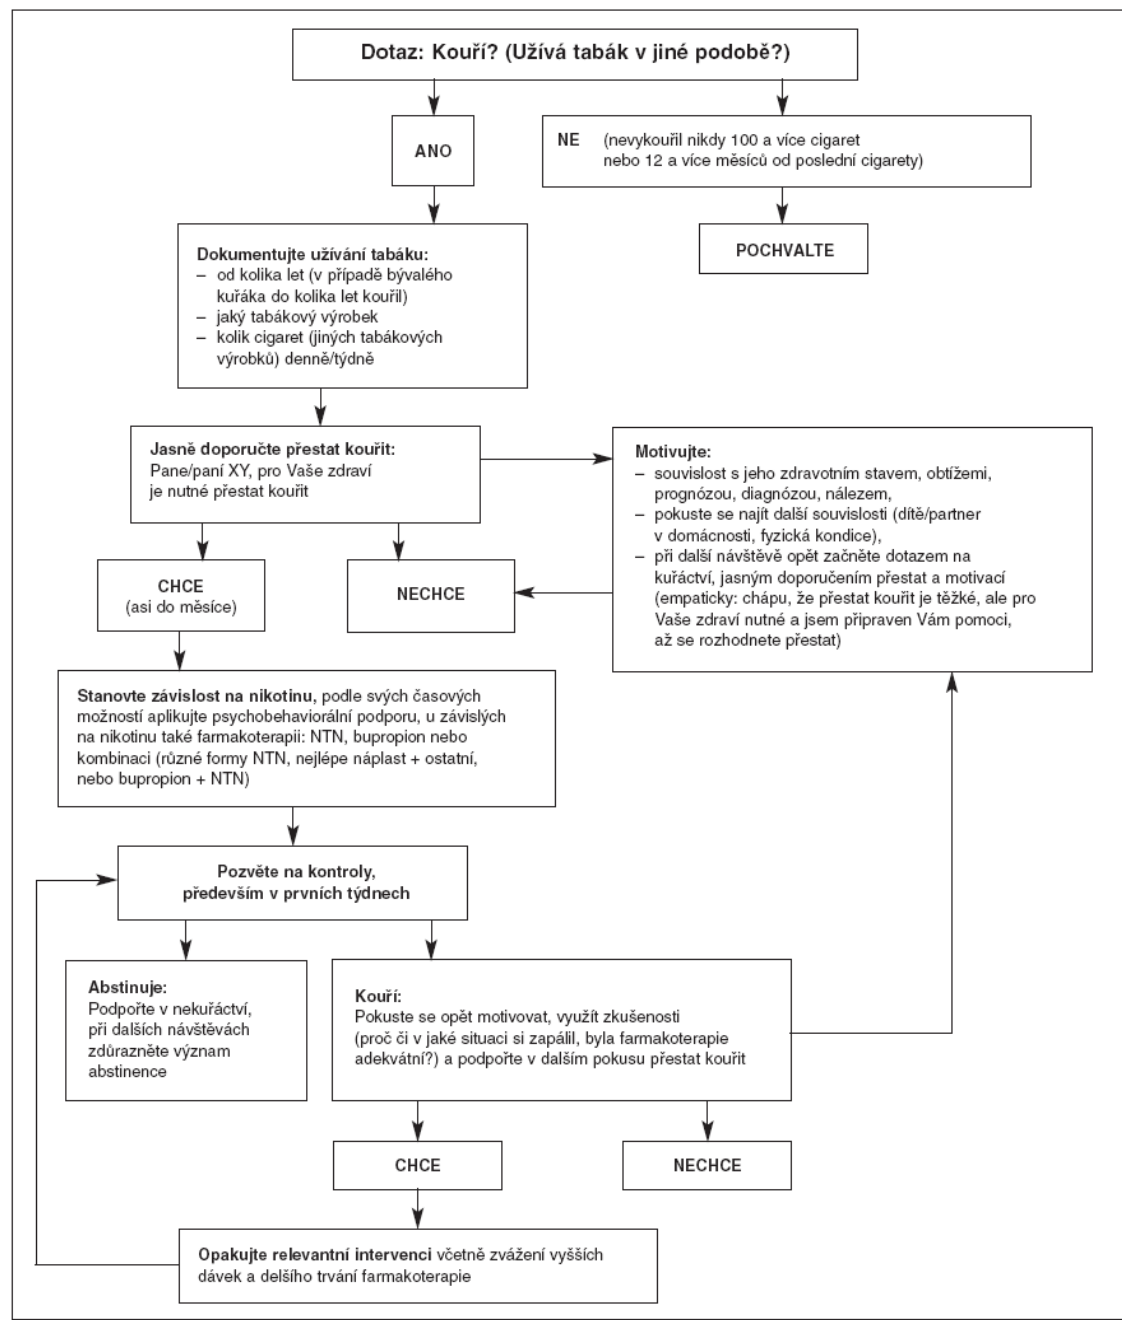 Dotaz: Kouří? (Užívá tabák v jiné podobě?)
ANO
NE (nevykouřil nikdy 100 a více cigaret
nebo 12 a více měsíců od poslední cigarety)
POCHVALTE
Dokumentujte užívání tabáku:
– od kolika let (v případě bývalého
kuřáka do kolika let kouřil)
– jaký tabákový výrobek
– kolik cigaret (jiných tabákových
výrobků) denně/týdně
Jasně doporučte přestat kouřit:
Pane/paní XY, pro Vaše zdraví
je nutné přestat kouřit
Motivujte:
– souvislost s jeho zdravotním stavem, obtížemi,
prognózou, diagnózou, nálezem,
– pokuste se najít další souvislosti (dítě/partner
v domácnosti, fyzická kondice),
– při další návštěvě opět začněte dotazem na
kuřáctví, jasným doporučením přestat a motivací
(empaticky: chápu, že přestat kouřit je těžké, ale pro
Vaše zdraví nutné a jsem připraven Vám pomoci,
až se rozhodnete přestat)
CHCE
(asi do měsíce)
NECHCE
Stanovte závislost na nikotinu, podle svých časových
možností aplikujte psychobehaviorální podporu, u závislých
na nikotinu také farmakoterapii: NTN, bupropion nebo
kombinaci (různé formy NTN, nejlépe náplast + ostatní,
nebo bupropion + NTN)
Pozvěte na kontroly,
především v prvních týdnech
Abstinuje:
Podpořte v nekuřáctví,
při dalších návštěvách
zdůrazněte význam
abstinence
Kouří:
Pokuste se opět motivovat, využít zkušenosti
(proč či v jaké situaci si zapálil, byla farmakoterapie
adekvátní?) a podpořte v dalším pokusu přestat kouřit
CHCE
NECHCE
Opakujte relevantní intervenci včetně zvážení vyšších
dávek a delšího trvání farmakoterapie